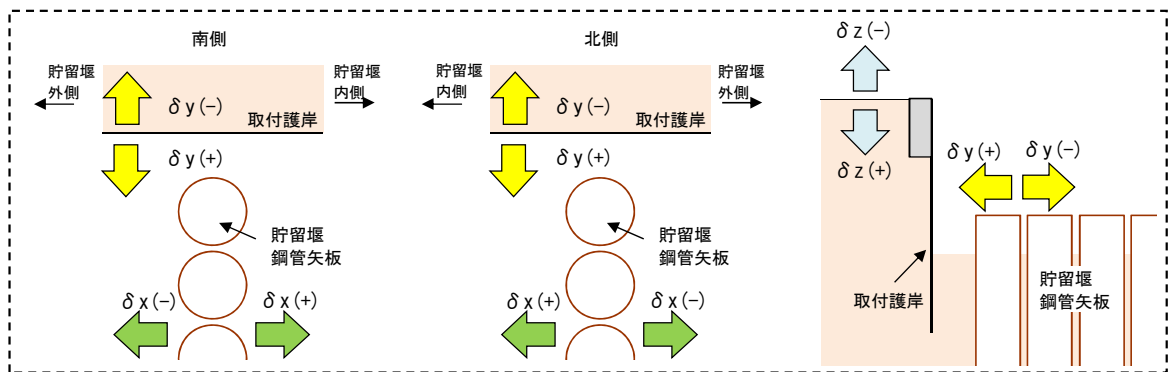 南側
貯留堰
外側
貯留堰
内側
δy(−)
取付護岸
δy(+)
貯留堰
鋼管矢板
δx(−)
δx(+)
北側
貯留堰
内側
貯留堰
外側
δy(−)
取付護岸
δy(+)
貯留堰
鋼管矢板
δx(+)
δx(−)
δz(−)
δz(+)
δy(+)
δy(−)
取付護岸
貯留堰
鋼管矢板